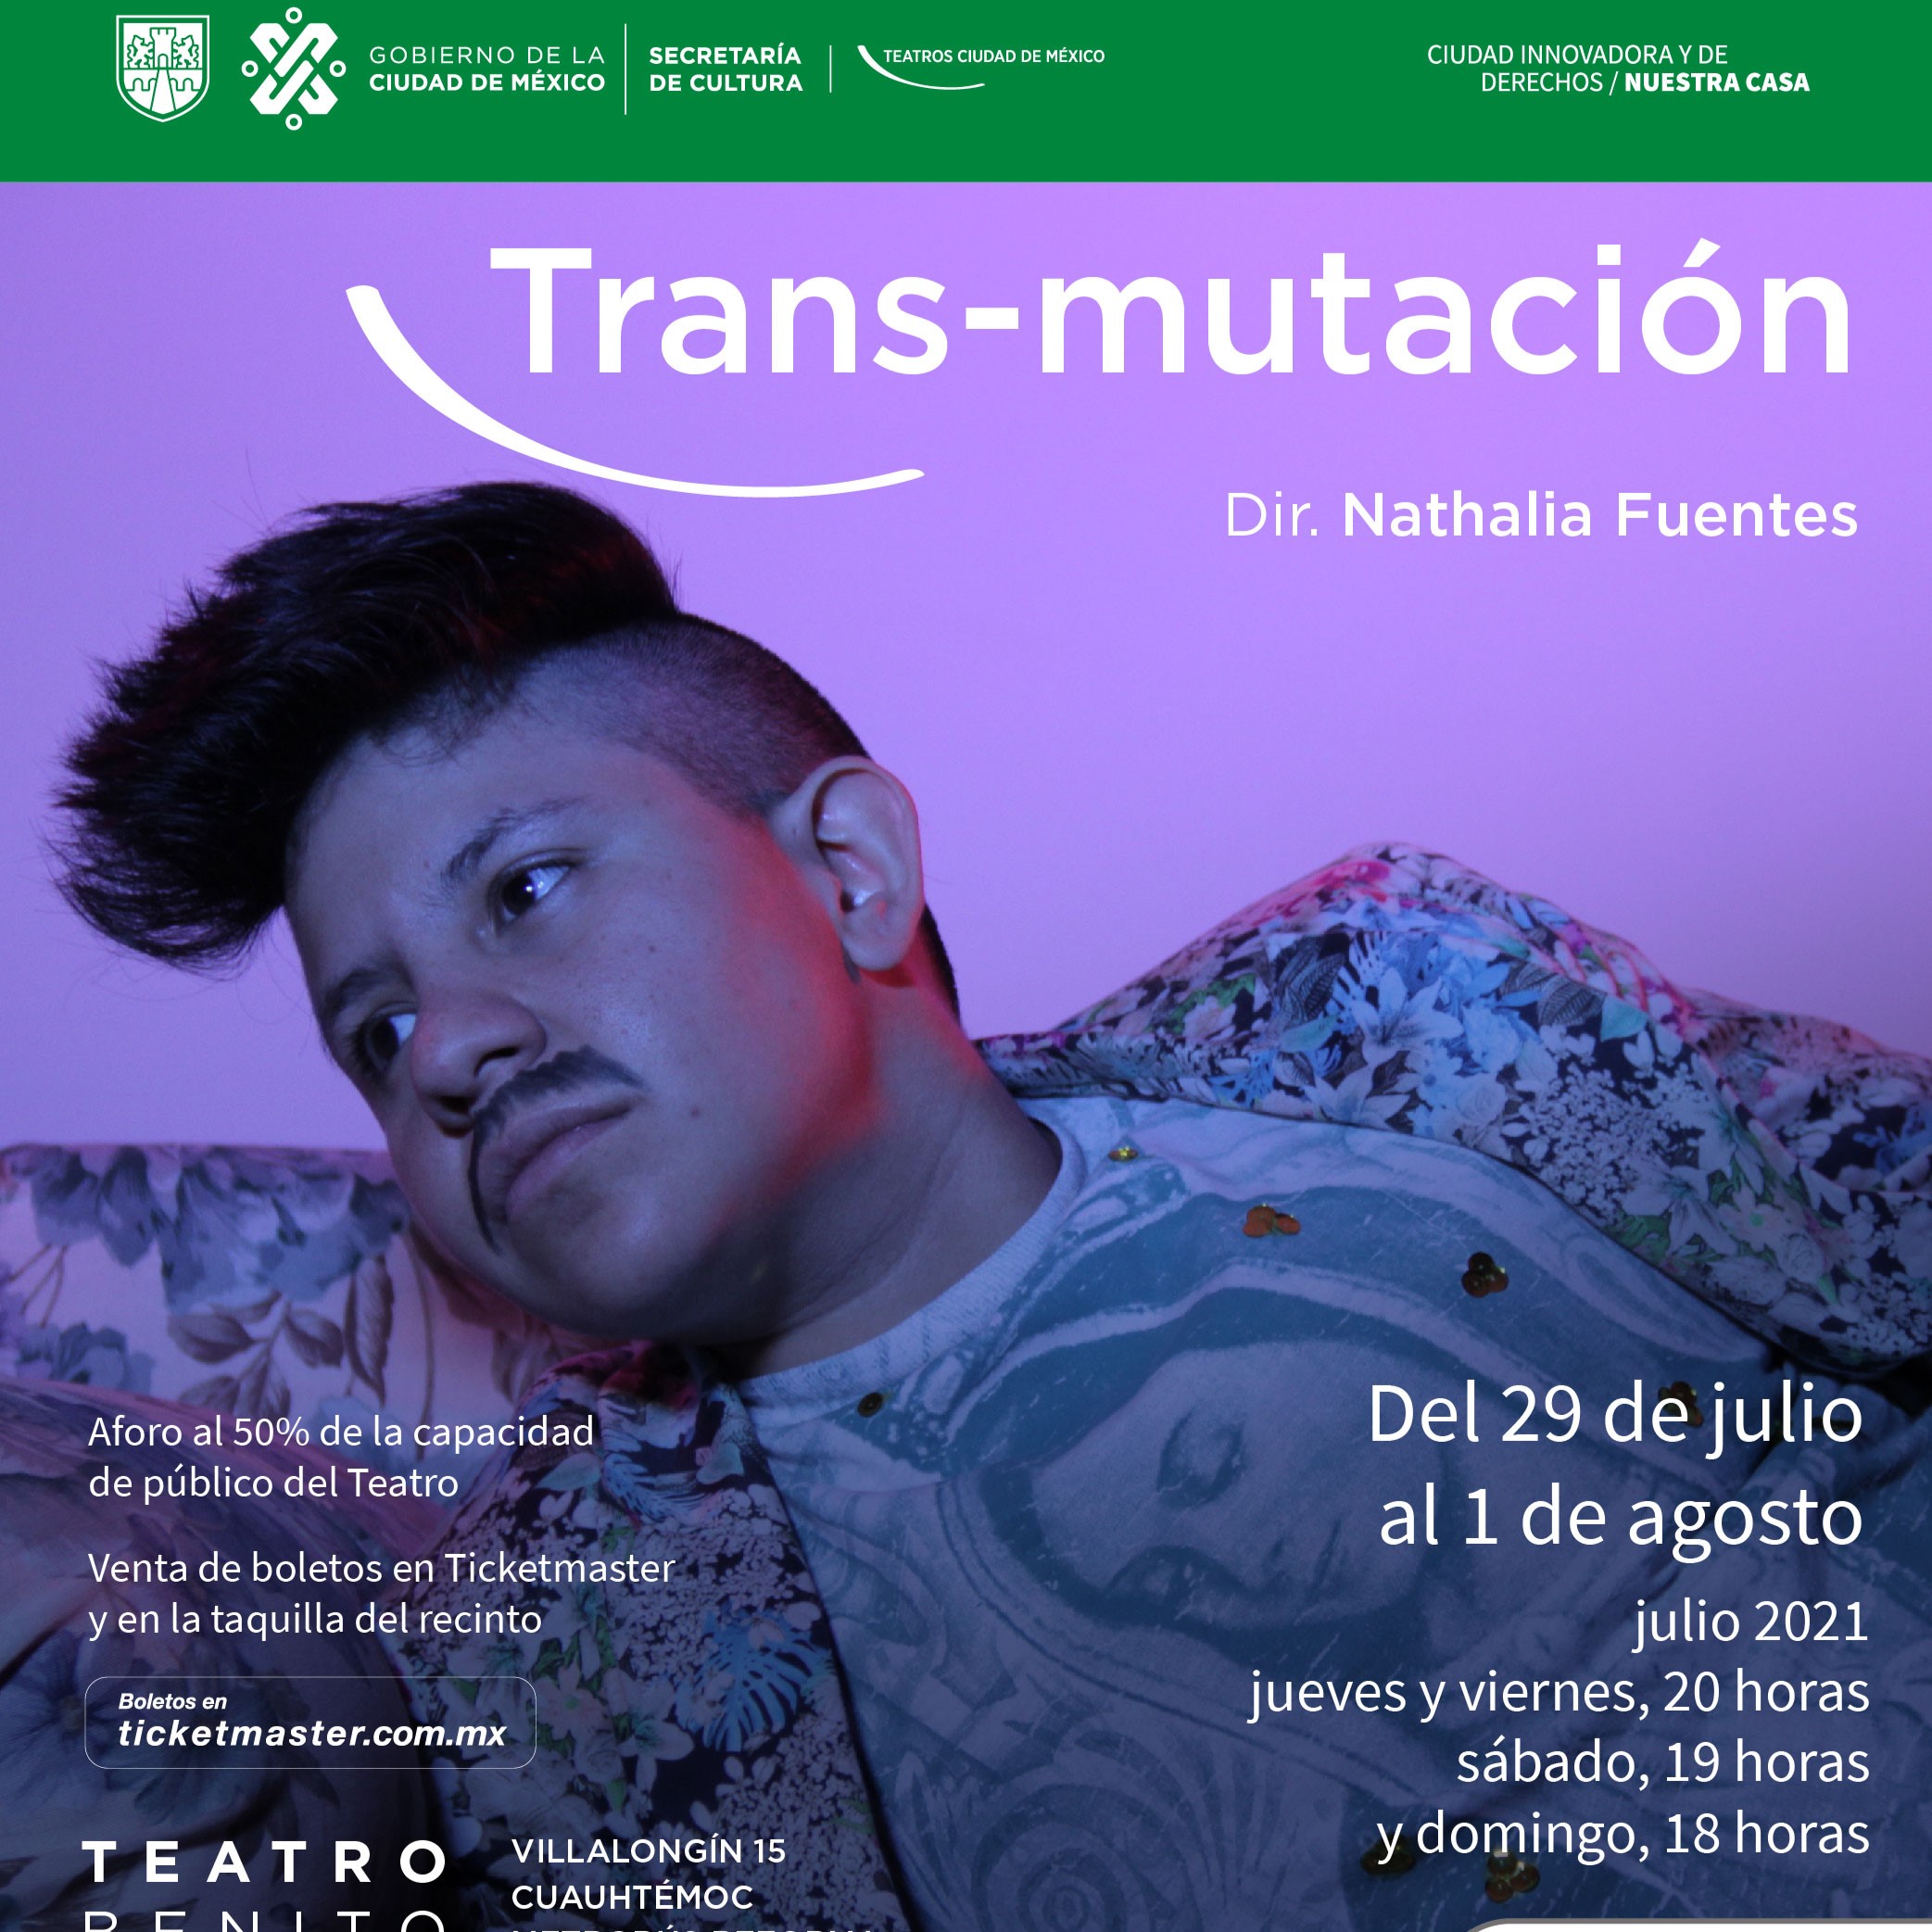 GOBIERNO DE LA
CIUDAD DE MÉXICO
SECRETARÍA
DE CULTURA
TEATROS CIUDAD DE MÉXICO
CIUDAD INNOVADORA Y DE
DERECHOS / NUESTRA CASA
Trans-mutación
Dir. Nathalia Fuentes
Aforo al 50% de la capacidad
de público del Teatro
Venta de boletos en Ticketmaster
y en la taquilla del recinto
Boletos en
ticketmaster.com.mx
Del 29 de julio
al 1 de agosto
julio 2021
jueves y viernes, 20 horas
sábado, 19 horas
y domingo, 18 horas
TEATRO
BENITO
VILLALONGÍN 15
CUAUHTÉMOC